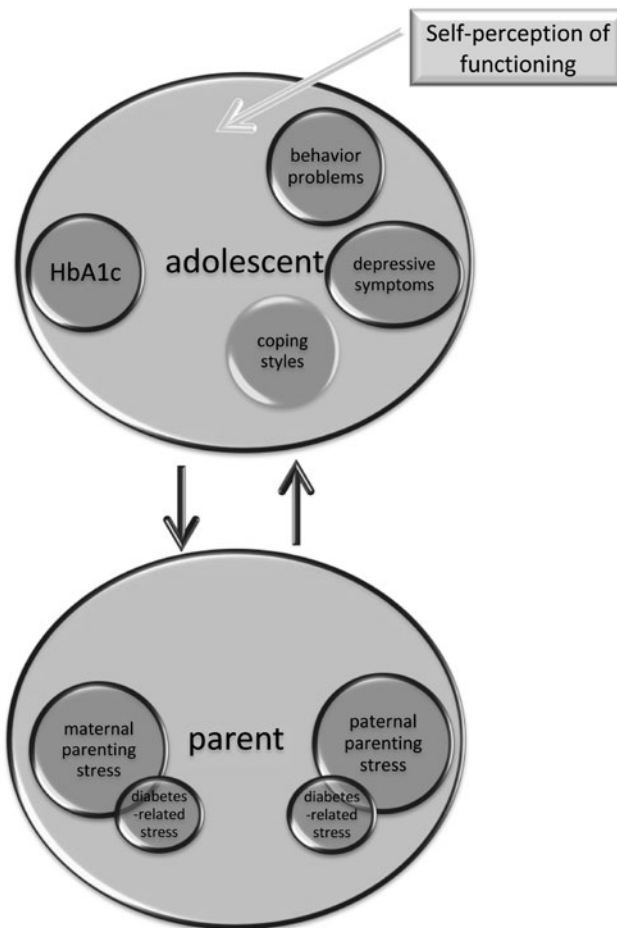 Self-perception of
functioning
behavior
problems
HbA1c
adolescent
depressive
symptoms
coping
styles
maternal
parenting
stress
parent
paternal
parenting
stress
diabetes
-related
stress
diabetes
-related
stress